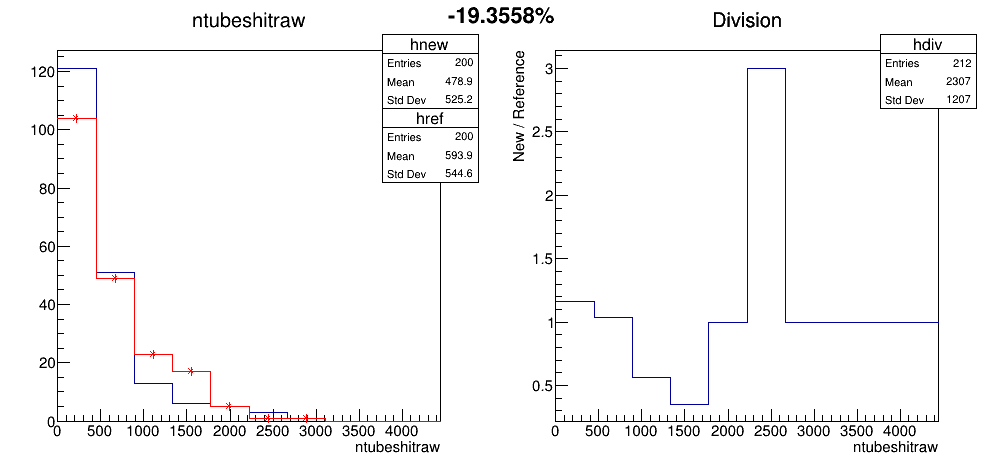 -19.3558%
ntubeshitraw
hnew
Entries 200
Mean 478.9
Std Dev 525.2
href
Entries 200
Mean 593.9
Std Dev 544.6
120
100
80
60
40
20
0
0 500 1000 1500 2000 2500 3000 3500 4000
ntubeshitraw
Division
hdiv
Entries 212
Mean 2307
Std Dev 1207
New / Reference
3
2.5
2
1.5
1
0.5
0 500 1000 1500 2000 2500 3000 3500 4000
ntubeshitraw